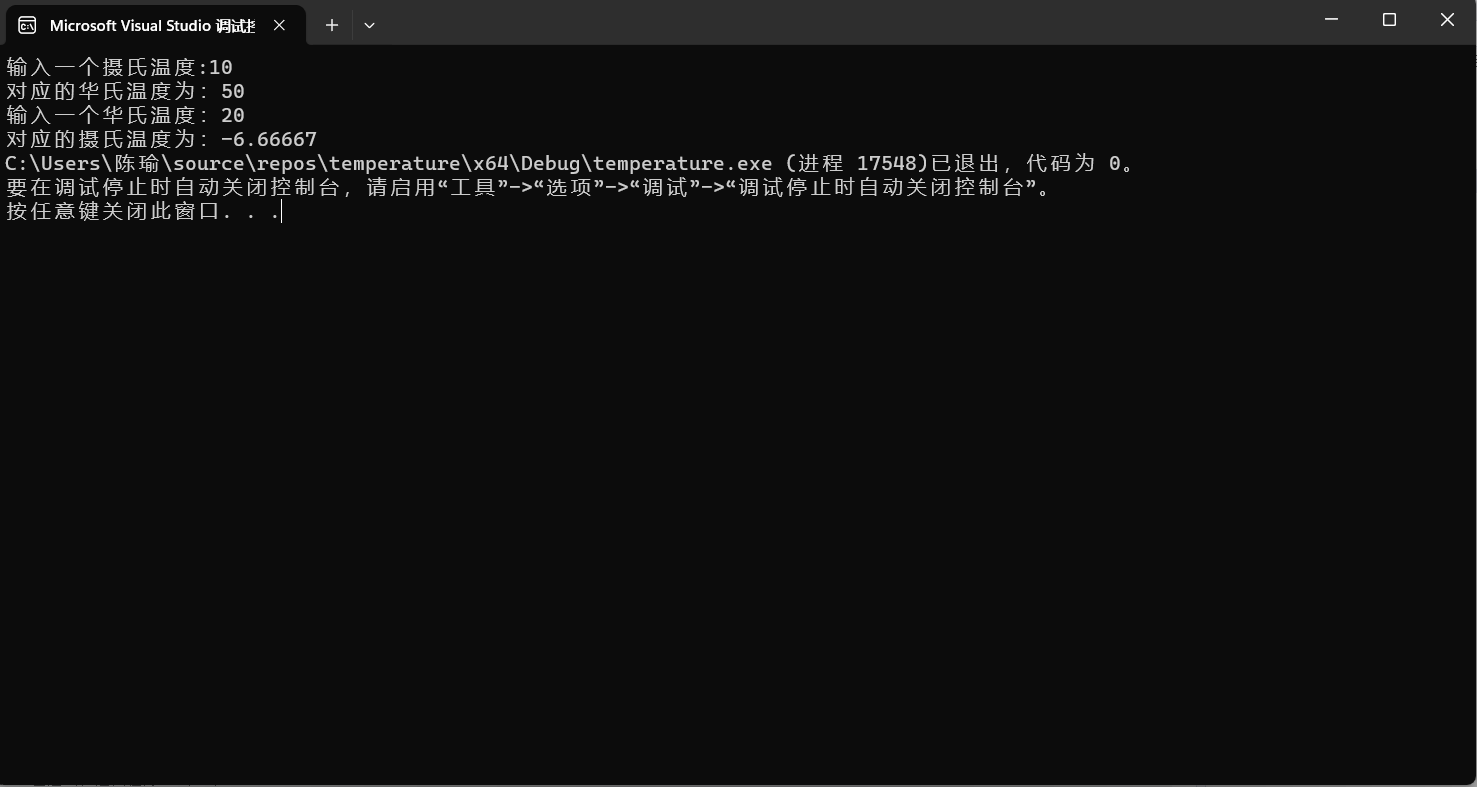 Microsoft Visual Studio 调试控
输入一个摄氏温度:10
对应的华氏温度为: 50
输入一个华氏温度: 20
对应的摄氏温度为: -6.66667
C:\Users\陈瑜\source\repos\temperature\x64\Debug\temperature.exe (进程 17548)已退出，代码为 0。
要在调试停止时自动关闭控制台，请启用“工具”->“选项”->“调试”->“调试停止时自动关闭控制台”。
按任意键关闭此窗口. . .